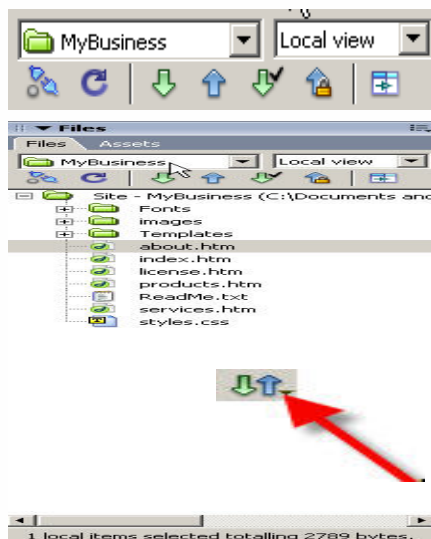 MyBusiness Local view
Files
Files Assets
MyBusiness Local view
Site - MyBusiness (C:\Documents and
Fonts
images
Templates
about.htm
index.htm
license.htm
products.htm
ReadMe.txt
services.htm
styles.css
1 local items selected totalling 2789 bytes.